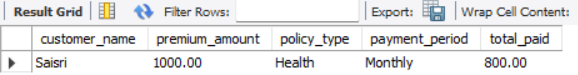 Result Grid Filter Rows: Export: Wrap Cell Content:
customer_name premium_amount policy_type payment_period total_paid
Saisri 1000.00 Health Monthly 800.00